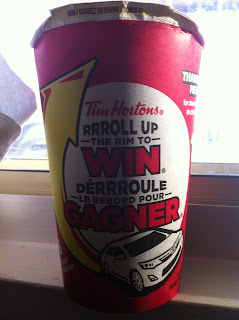 Tim Hortons®
RRROLL UP
THE RIM TO
WIN®
DÉRRROULE
LE REBORD POUR
GAGNER